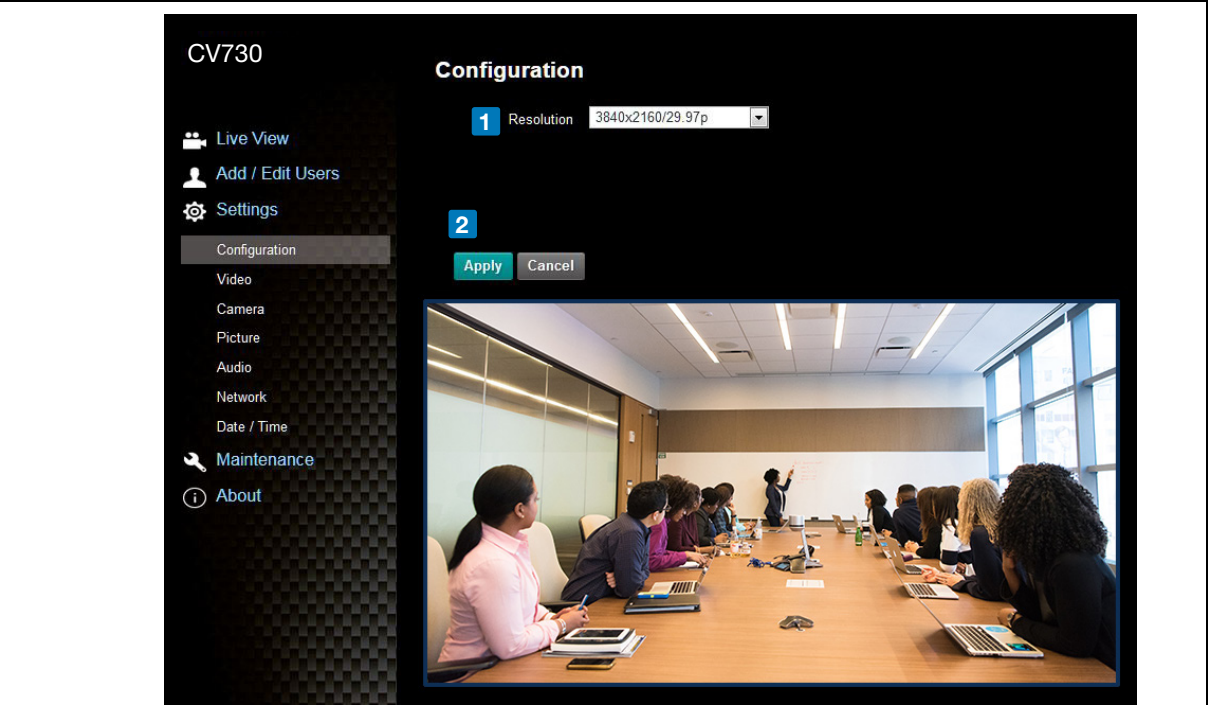 CV730
Configuration
1 Resolution 3840x2160/29.97p
Live View
Add / Edit Users
Settings
2
Configuration
Apply Cancel
Video
Camera
Picture
Audio
Network
Date / Time
Maintenance
About